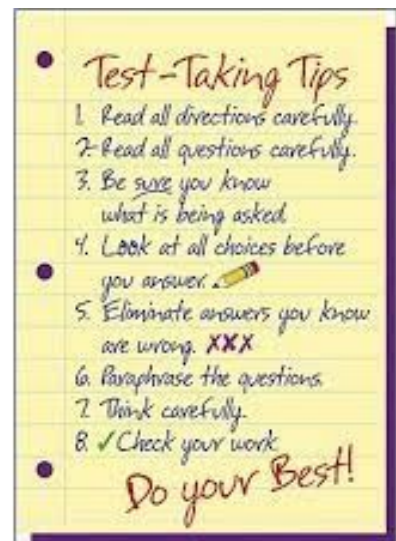 Test-Taking Tips
1. Read all directions carefully.
2. Read all questions carefully.
3. Be sure you know
what is being asked.
4. Look at all choices before
you answer.
5. Eliminate answers you know
are wrong. XXX
6. Paraphrase the questions.
7. Think carefully.
8. ✓ Check your work.
Do your Best!